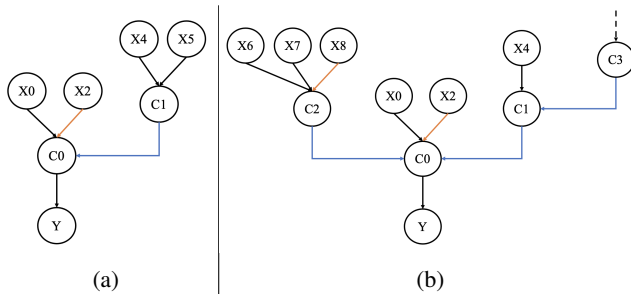 X4 X5
X0 X2 C1
C0
Y
(a)
X6 X7 X8 X4 C3
C2 X0 X2 C1
C0
Y
(b)